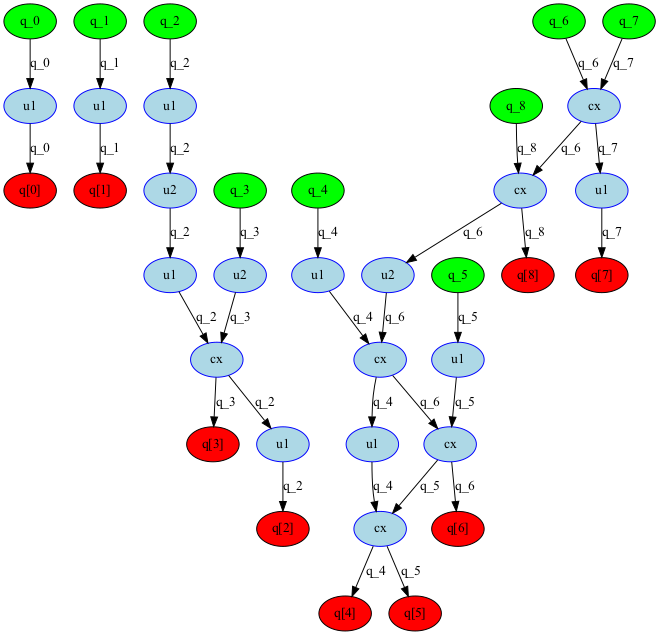 q_0 q_1 q_2 q_6 q_7
q_0 q_1 q_2 q_6 q_7
u1 u1 u1 q_8 cx
q_0 q_1 q_2 q_8 q_6 q_7
q[0] q[1] u2 q_3 q_4 cx u1
q_2 q_3 q_4 q_6 q_8 q_7
u1 u2 u1 u2 q_5 q[8] q[7]
q_2 q_3 q_4 q_6 q_5
cx cx u1
q_3 q_2 q_4 q_6 q_5
q[3] u1 u1 cx
q_2 q_4 q_5 q_6
q[2] cx q[6]
q_4 q_5
q[4] q[5]